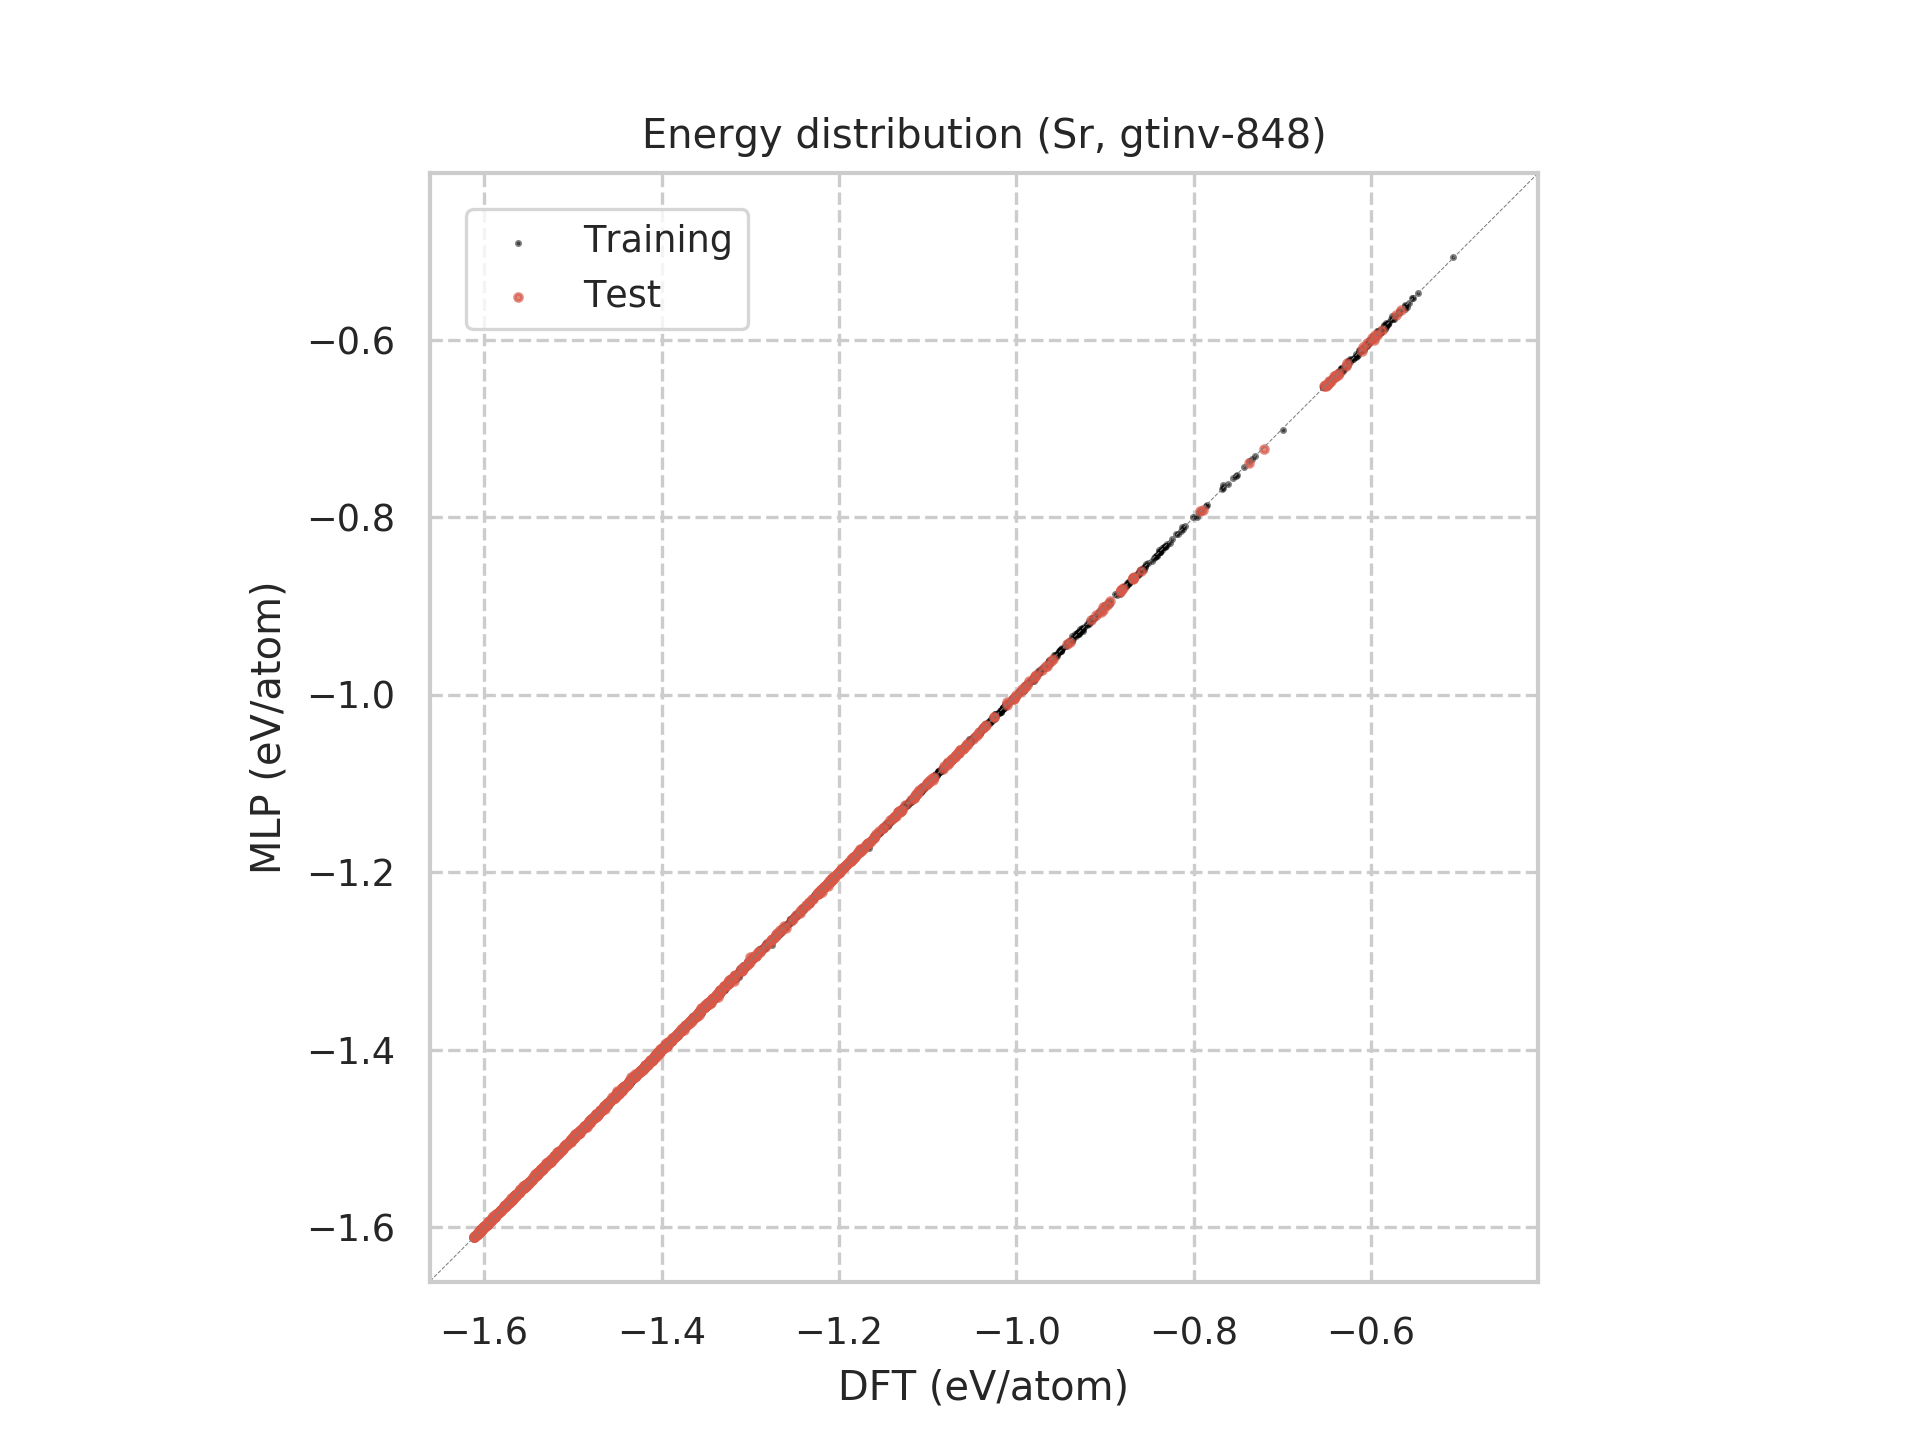 Energy distribution (Sr, gtinv-848)
Training
Test
−0.6
−0.8
−1.0
−1.2
−1.4
−1.6
MLP (eV/atom)
−1.6 −1.4 −1.2 −1.0 −0.8 −0.6
DFT (eV/atom)